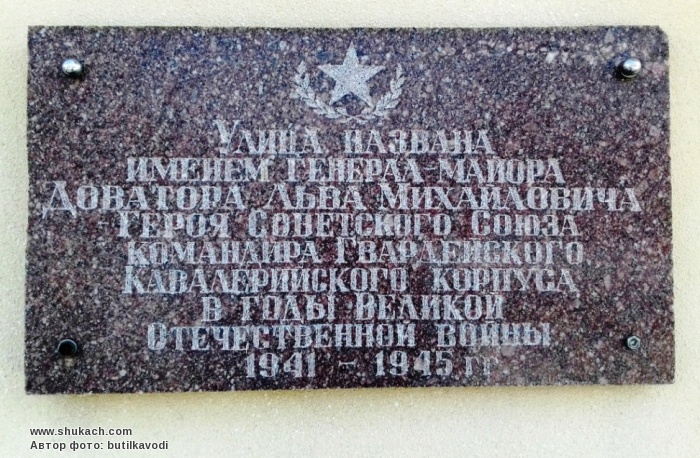 Улица названа
именем генерал-майора
Доватора Льва Михайловича
Героя Советского Союза
командира Гвардейского
Кавалерийского корпуса
в годы Великой
Отечественной войны
1941 – 1945 гг
www.shukach.com
Автор фото: butilkavodi